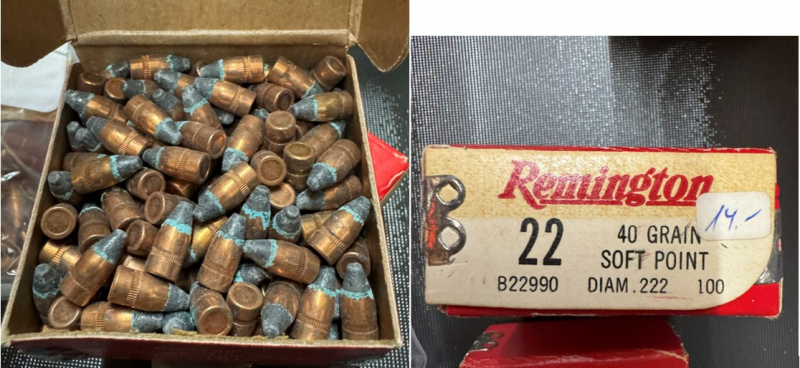 Remington
14.-
22
40 GRAIN
SOFT POINT
B22990 DIAM.222 100